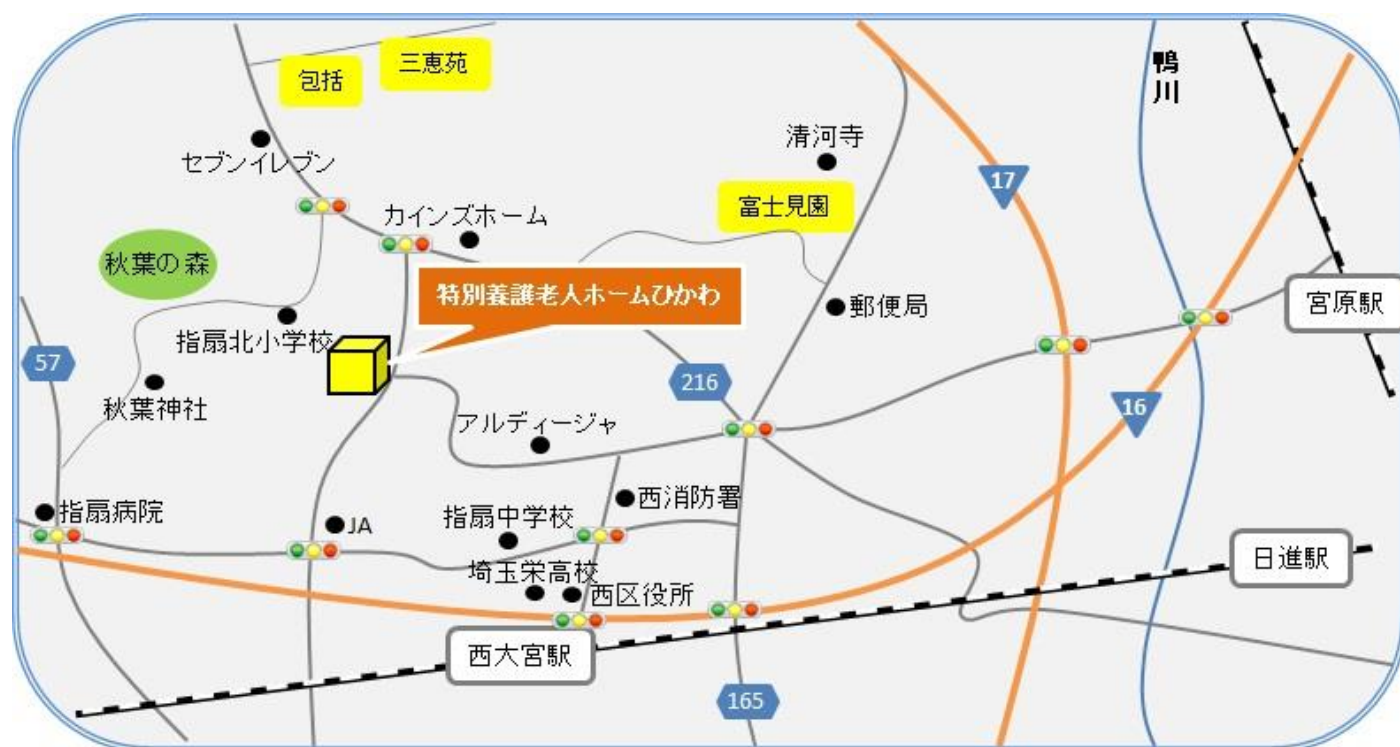 三恵苑
包括
鴨
川
清河寺
セブンイレブン
17
富士見園
カインズホーム
秋葉の森
特別養護老人ホームひかわ
宮原駅
郵便局
指扇北小学校
57
216
秋葉神社
16
アルディージャ
西消防署
指扇病院
指扇中学校
JA
日進駅
埼玉栄高校
西区役所
西大宮駅
165